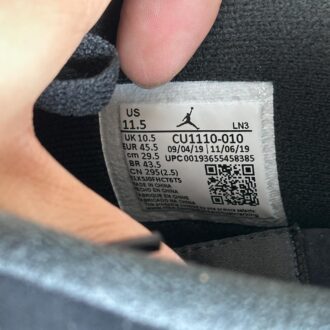 US
11.5 LN3
UK 10.5 CU1110-010
EUR 45.5 09/04/19 | 11/06/19
cm 29.5 UPC 00193655458385
BR 43.5
CN 295(2.5)
MADE IN CHINA